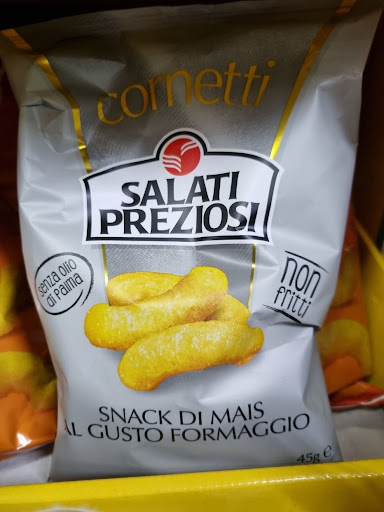 cornetti
SALATI
PREZIOSI
senza olio
di palma
non
fritti
SNACK DI MAIS
AL GUSTO FORMAGGIO
45g e